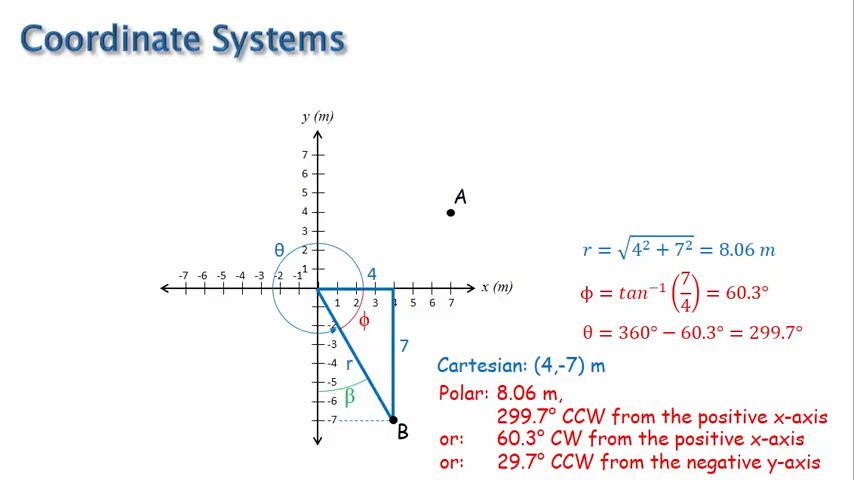 Coordinate Systems
y (m)
7
6
5
4
3
2
1
A
θ
-7 -6 -5 -4 -3 -2 -1
4
x (m)
1 2 3 4 5 6 7
ϕ
-2
-3
-4
-5
-6
-7
7
r
β
B
r = √4² + 7² = 8.06 m
ϕ = tan⁻¹ (7/4) = 60.3°
θ = 360° − 60.3° = 299.7°
Cartesian: (4,-7) m
Polar: 8.06 m,
299.7° CCW from the positive x-axis
or: 60.3° CW from the positive x-axis
or: 29.7° CCW from the negative y-axis